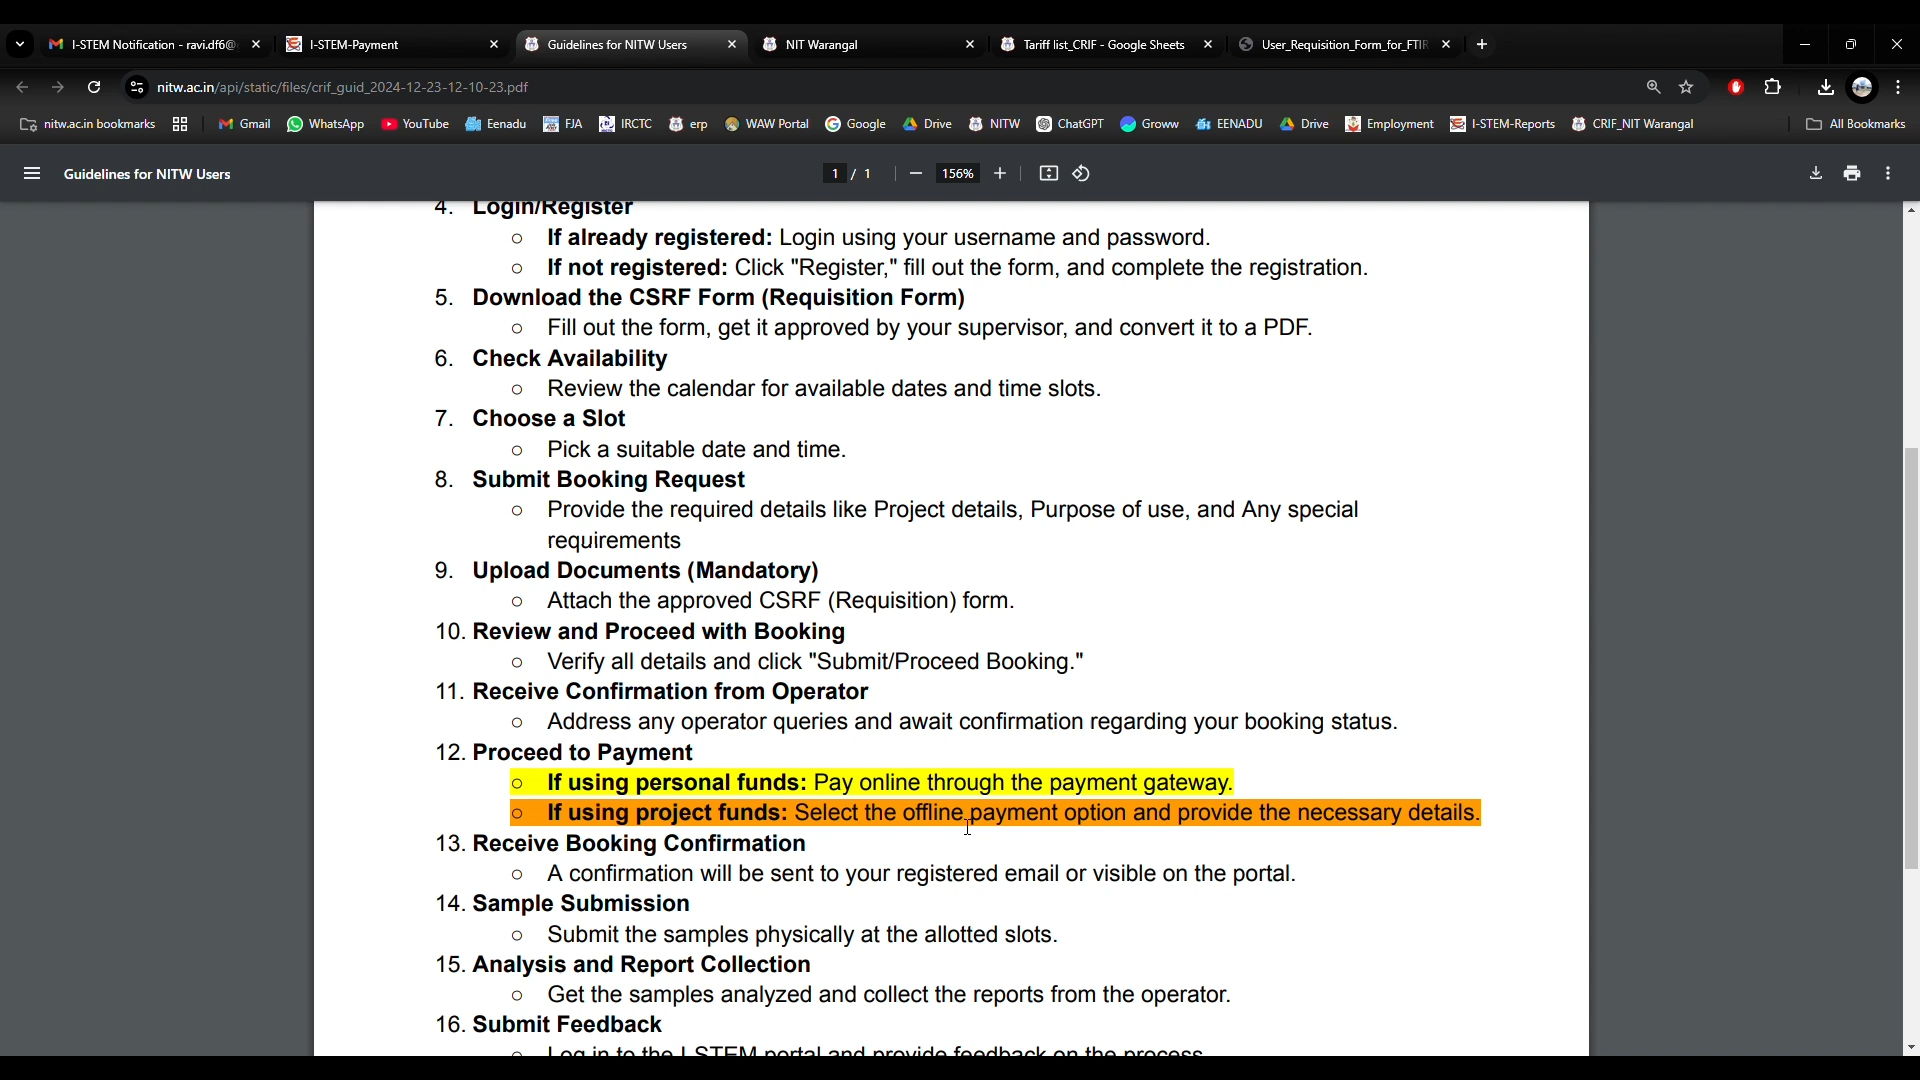 I-STEM Notification - ravi.df6@
I-STEM-Payment
Guidelines for NITW Users
NIT Warangal
Tariff list_CRIF - Google Sheets
User_Requisition_Form_for_FTIR
nitw.ac.in/api/static/files/crif_guid_2024-12-23-12-10-23.pdf
nitw.ac.in bookmarks
Gmail
WhatsApp
YouTube
Eenadu
FJA
IRCTC
erp
WAW Portal
Google
Drive
NITW
ChatGPT
Groww
EENADU
Drive
Employment
I-STEM-Reports
CRIF_NIT Warangal
All Bookmarks
Guidelines for NITW Users
1 / 1
156%
4. Login/Register
○ If already registered: Login using your username and password.
○ If not registered: Click "Register," fill out the form, and complete the registration.
5. Download the CSRF Form (Requisition Form)
○ Fill out the form, get it approved by your supervisor, and convert it to a PDF.
6. Check Availability
○ Review the calendar for available dates and time slots.
7. Choose a Slot
○ Pick a suitable date and time.
8. Submit Booking Request
○ Provide the required details like Project details, Purpose of use, and Any special
requirements
9. Upload Documents (Mandatory)
○ Attach the approved CSRF (Requisition) form.
10. Review and Proceed with Booking
○ Verify all details and click "Submit/Proceed Booking."
11. Receive Confirmation from Operator
○ Address any operator queries and await confirmation regarding your booking status.
12. Proceed to Payment
○ If using personal funds: Pay online through the payment gateway.
○ If using project funds: Select the offline payment option and provide the necessary details.
13. Receive Booking Confirmation
○ A confirmation will be sent to your registered email or visible on the portal.
14. Sample Submission
○ Submit the samples physically at the allotted slots.
15. Analysis and Report Collection
○ Get the samples analyzed and collect the reports from the operator.
16. Submit Feedback
○ Log in to the I-STEM portal and provide feedback on the process.